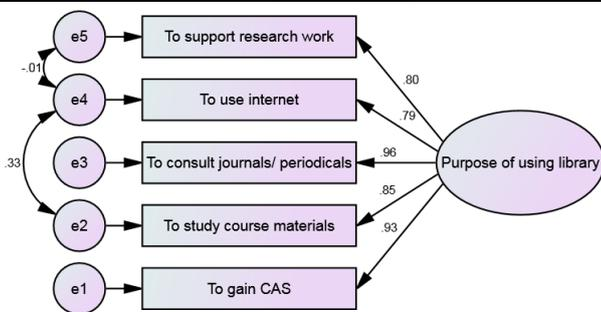 e5
To support research work
.80
-.01
e4
To use internet
.79
e3
To consult journals/ periodicals
.96
Purpose of using library
.33
.85
e2
To study course materials
.93
e1
To gain CAS